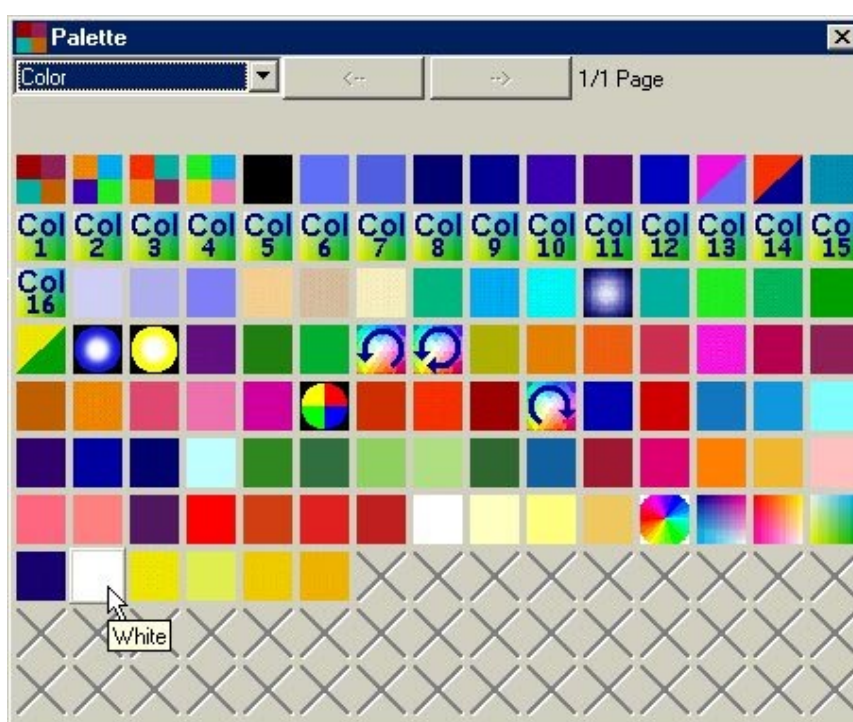 Palette
Color <-- --> 1/1 Page
Col 1 Col 2 Col 3 Col 4 Col 5 Col 6 Col 7 Col 8 Col 9 Col 10 Col 11 Col 12 Col 13 Col 14 Co 15
Col 16
White